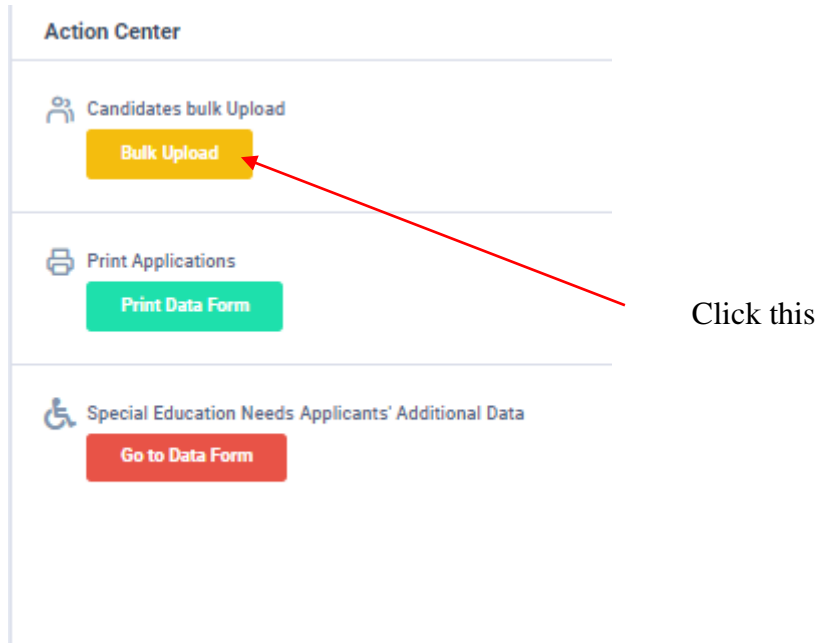 Action Center
Candidates bulk Upload
Bulk Upload
Print Applications
Print Data Form
Click this
Special Education Needs Applicants' Additional Data
Go to Data Form